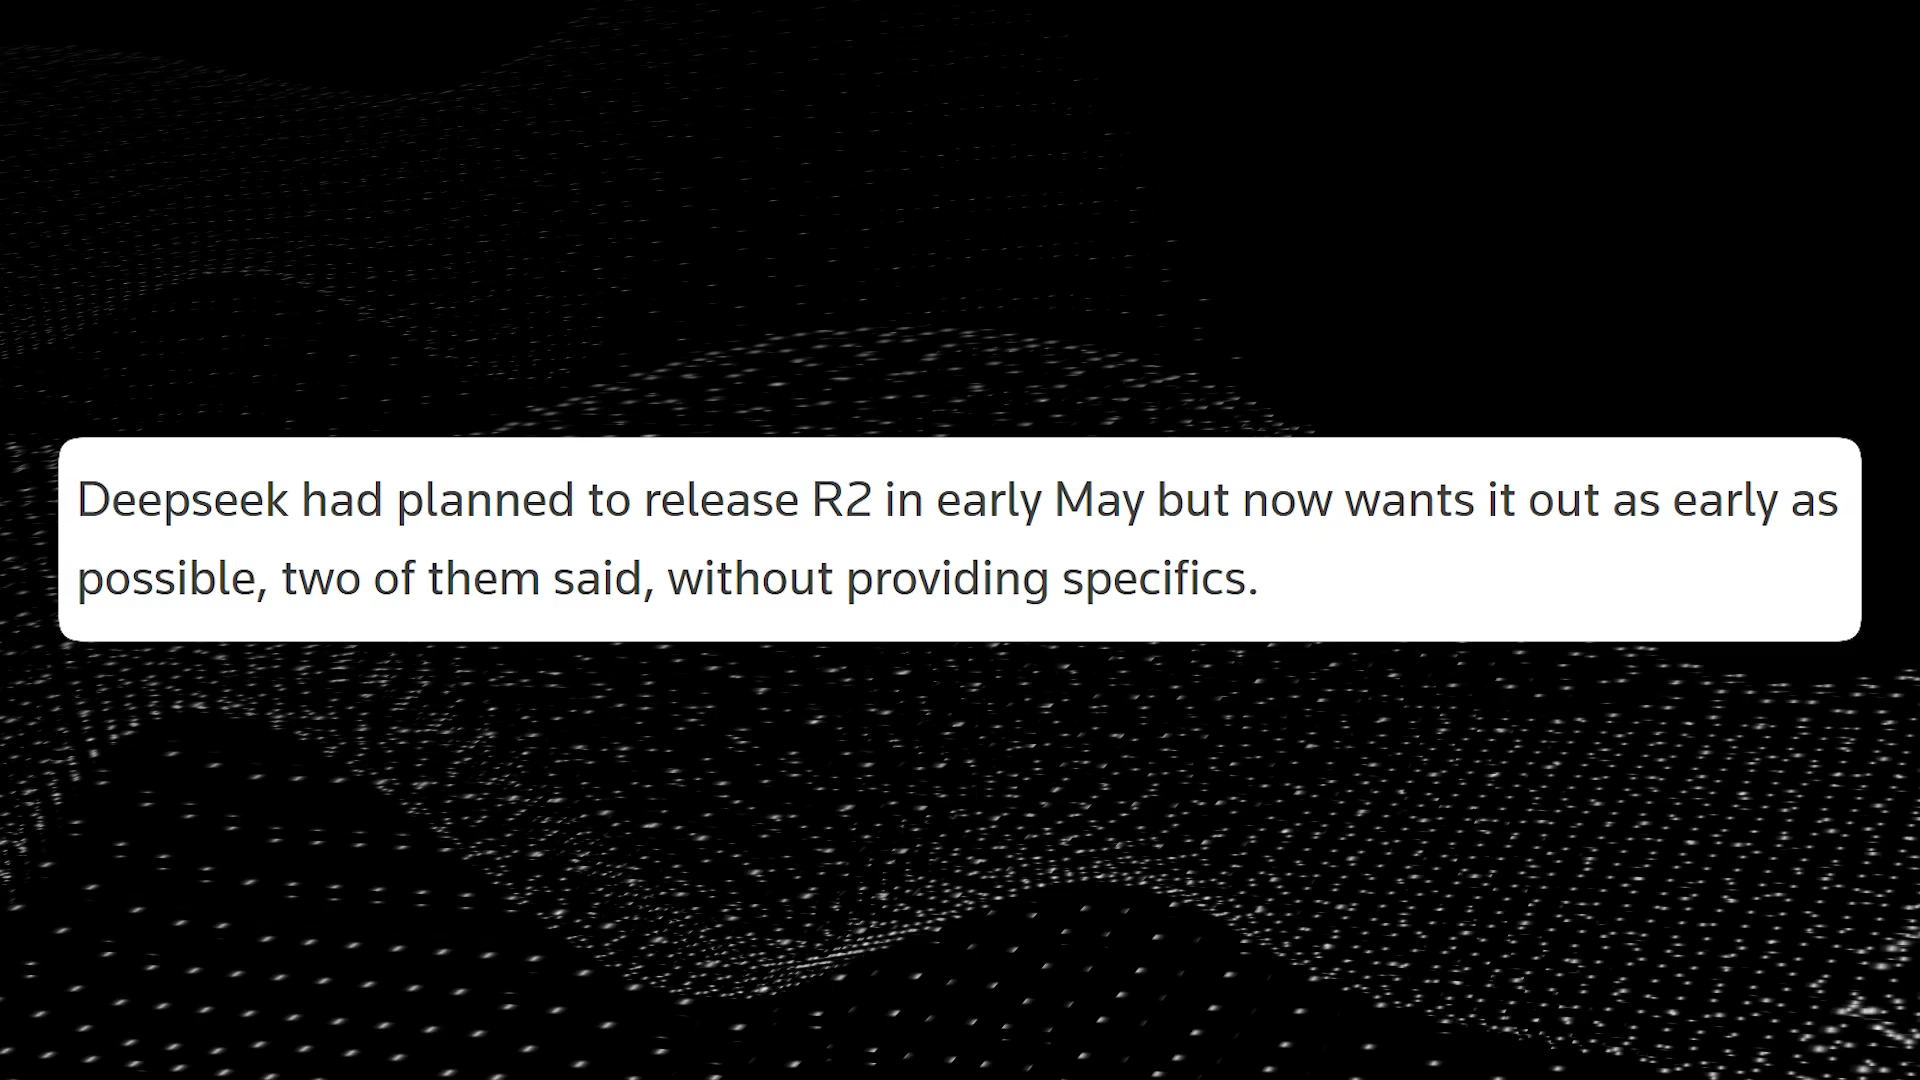 Deepseek had planned to release R2 in early May but now wants it out as early as
possible, two of them said, without providing specifics.